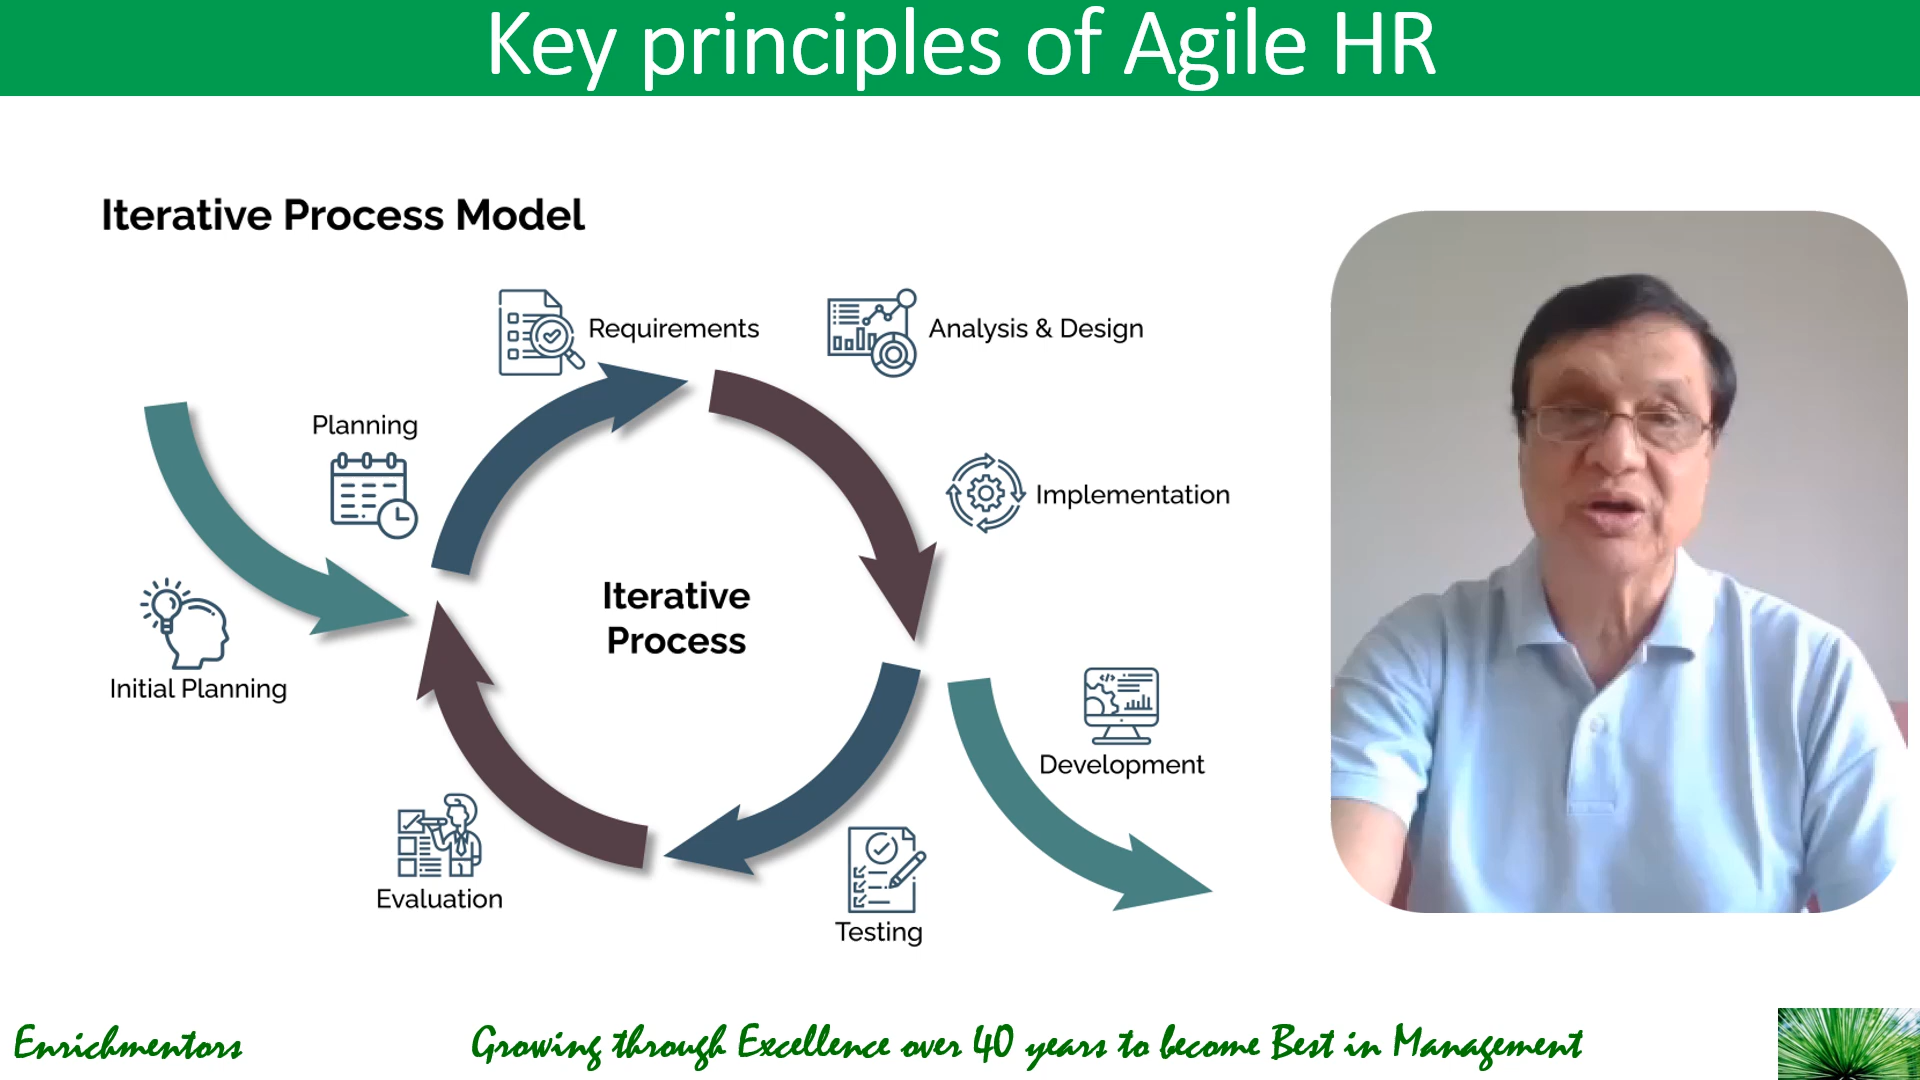 Key principles of Agile HR
Iterative Process Model
Requirements
Analysis & Design
Planning
Implementation
Iterative
Process
Initial Planning
Development
Evaluation
Testing
Enrichmentors
Growing through Excellence over 40 years to become Best in Management